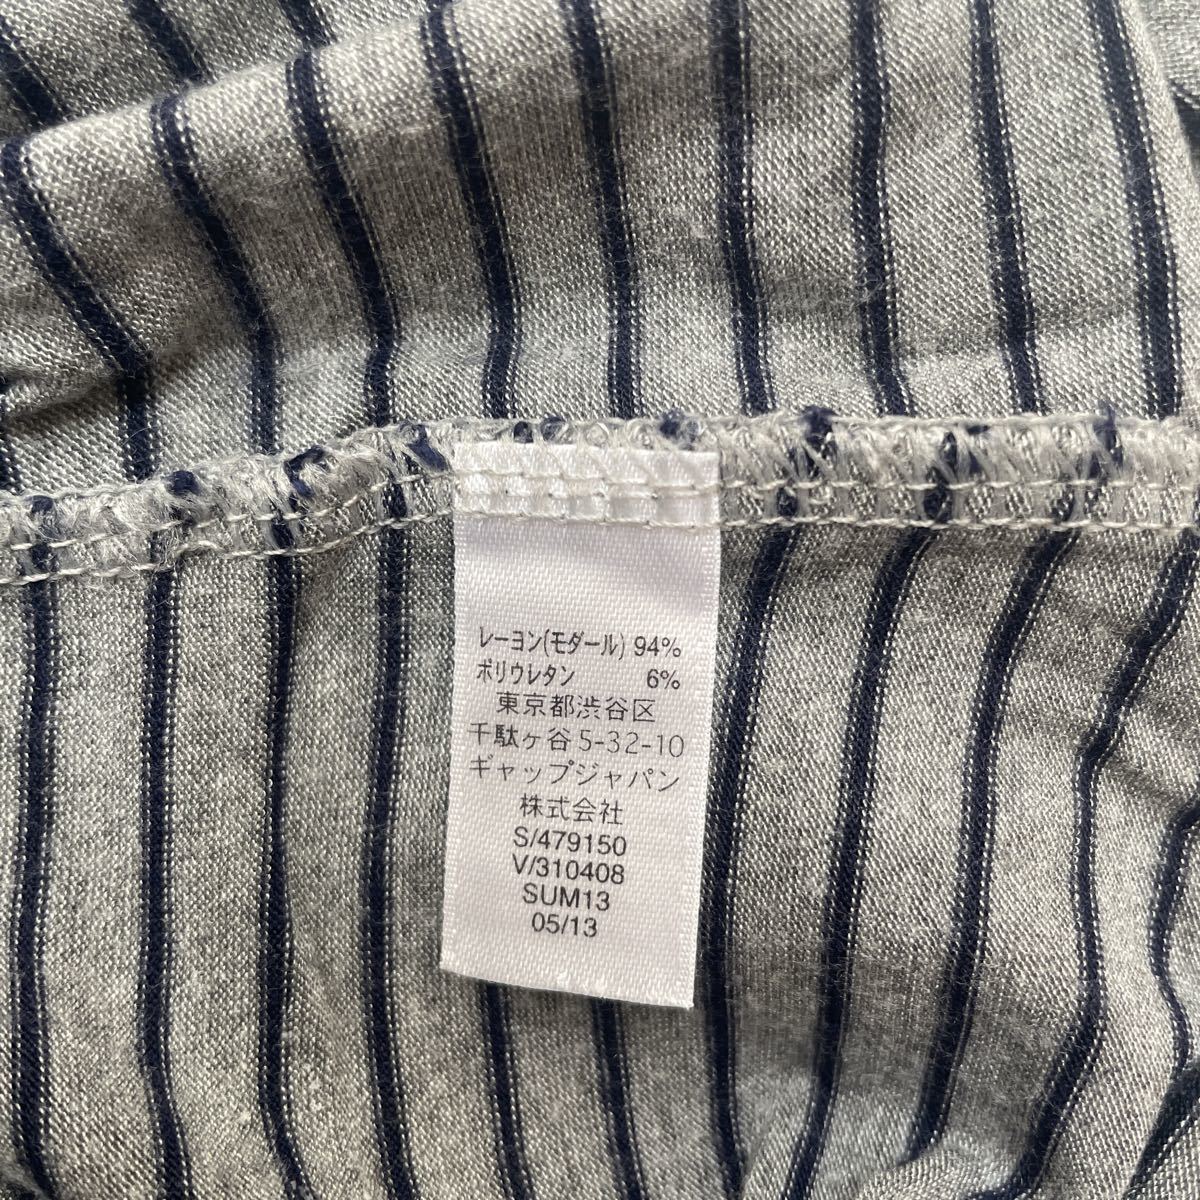 レーヨン(モダール) 94%
ポリウレタン 6%
東京都渋谷区
千駄ヶ谷5-32-10
ギャップジャパン
株式会社
S/479150
V/310408
SUM13
05/13